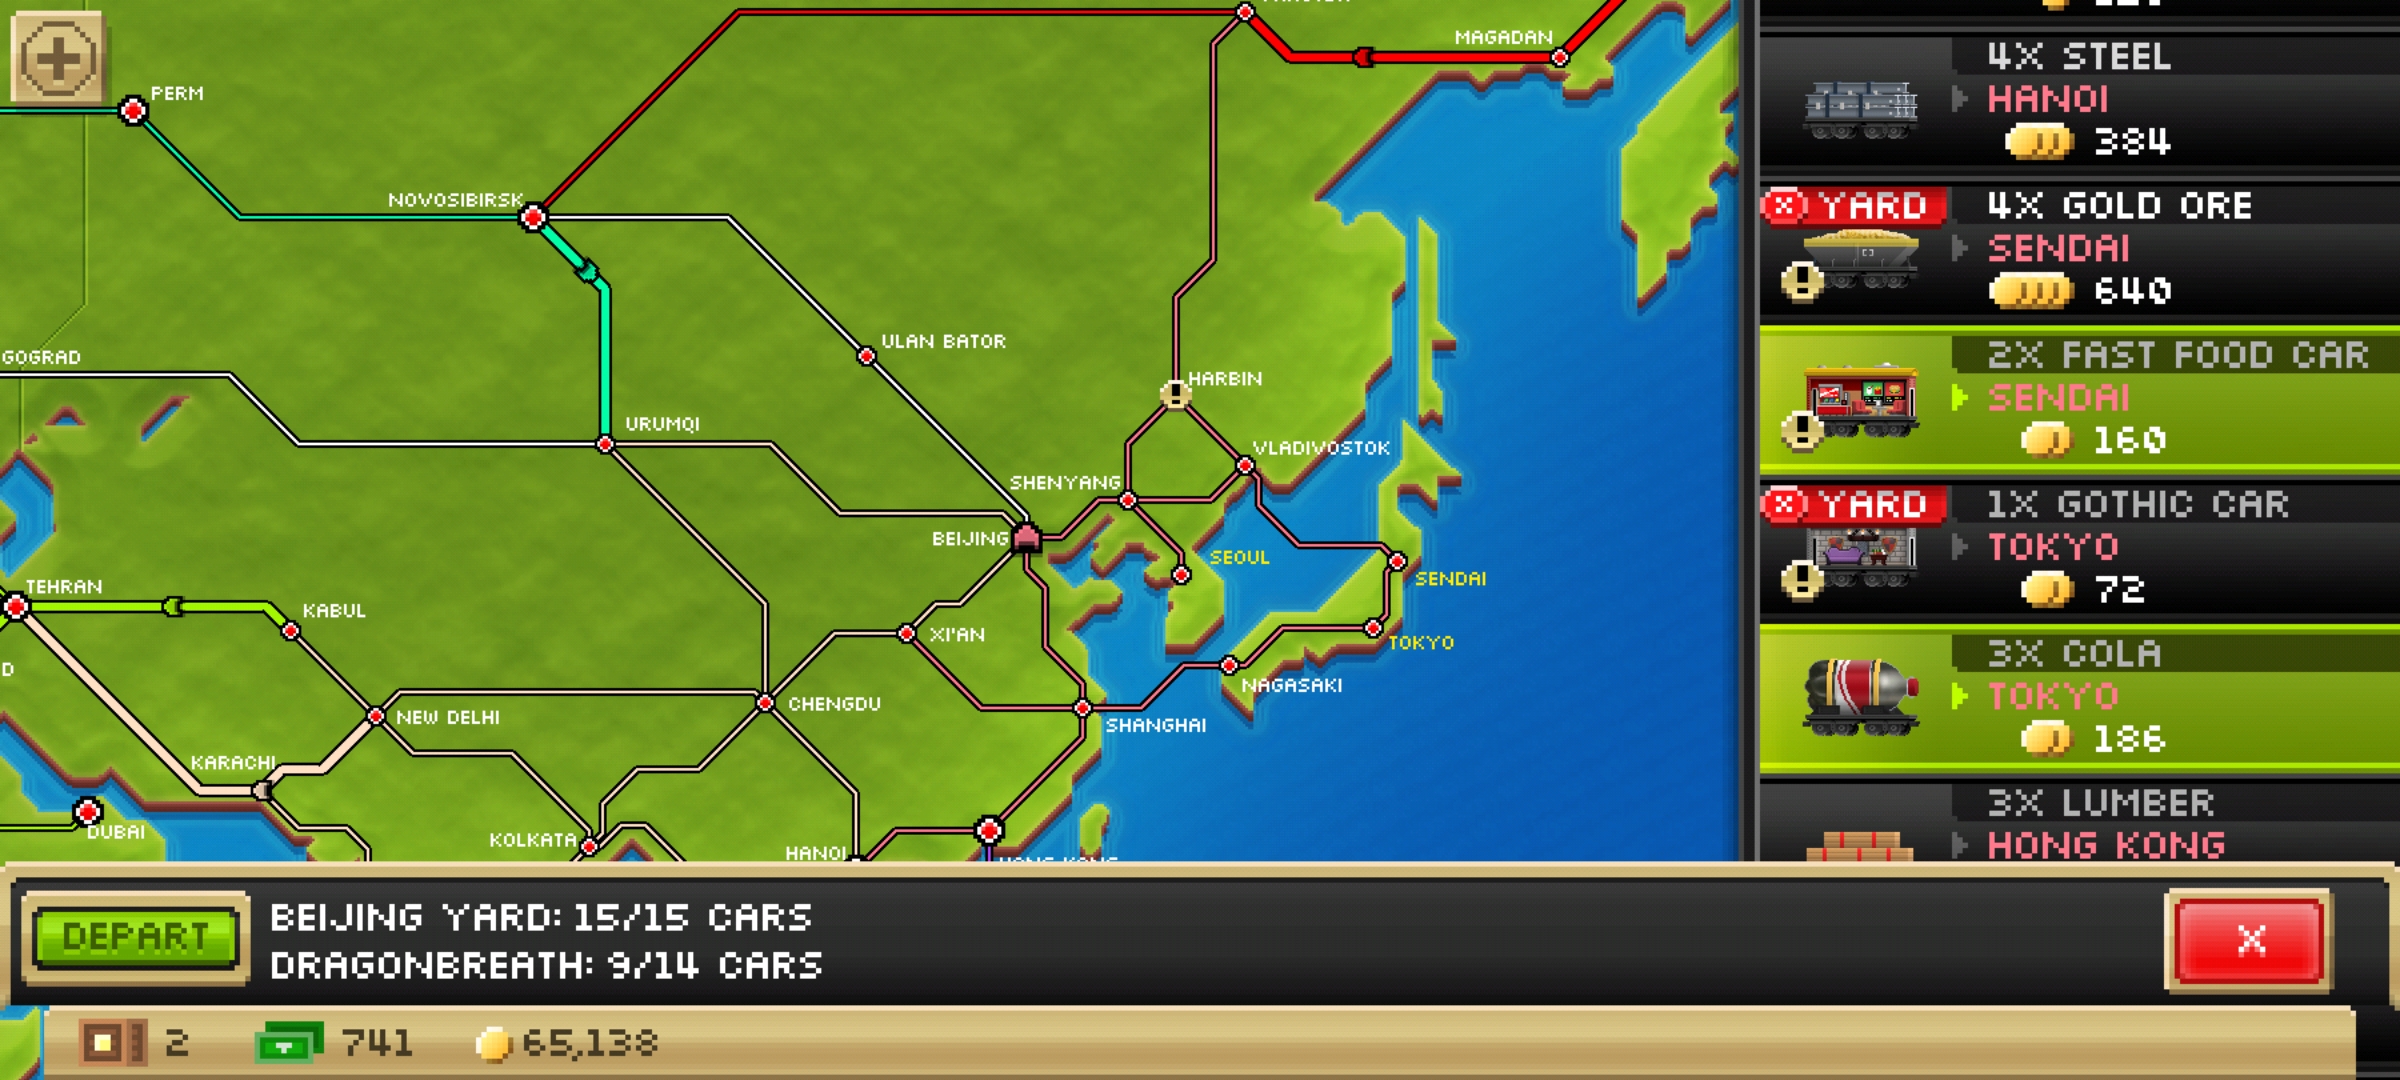 MAGADAN
PERM
NOVOSIBIRSK
ULAN BATOR
GOGRAD
HARBIN
URUMQI
VLADIVOSTOK
SHENYANG
BEIJING
SEOUL
SENDAI
TEHRAN
KABUL
XI'AN
TOKYO
D
NAGASAKI
CHENGDU
NEW DELHI
SHANGHAI
KARACHI
DUBAI
KOLKATA
HANOI
HONG KONG
4X STEEL
HANOI
384
YARD
4X GOLD ORE
SENDAI
640
2X FAST FOOD CAR
SENDAI
160
YARD
1X GOTHIC CAR
TOKYO
72
3X COLA
TOKYO
186
3X LUMBER
HONG KONG
DEPART
BEIJING YARD: 15/15 CARS
DRAGONBREATH: 9/14 CARS
X
2
741
65,138